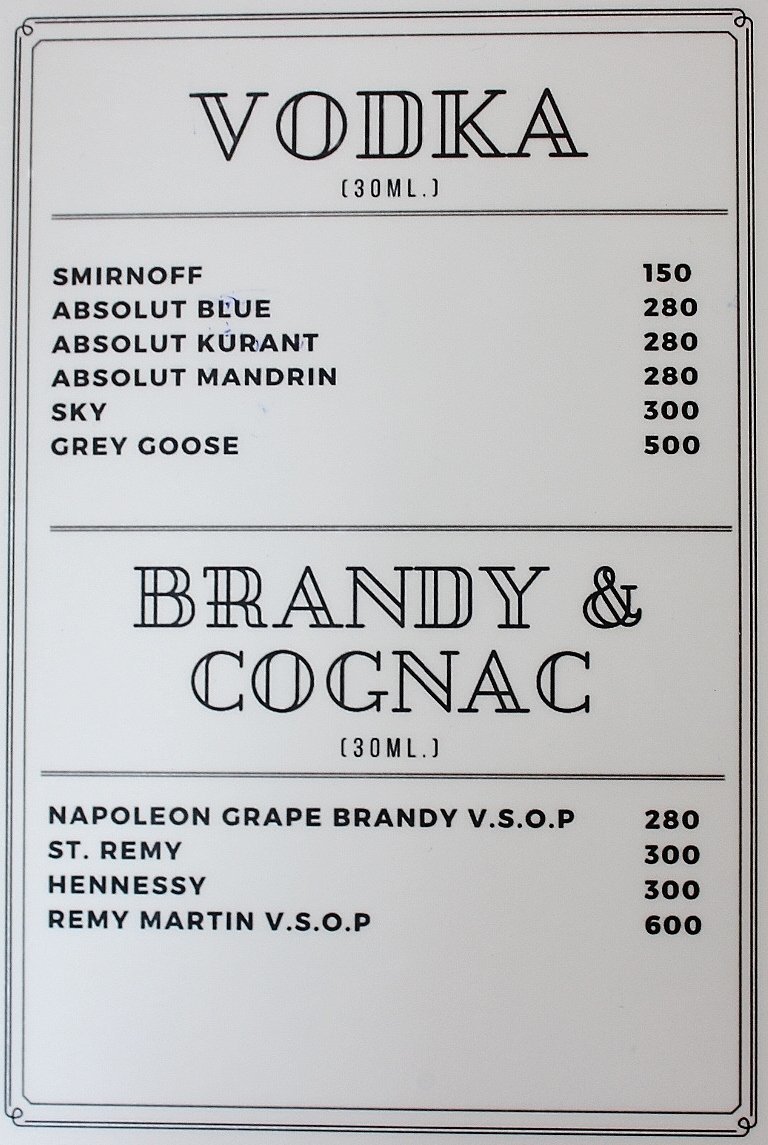 VODKA
(30ML.)
SMIRNOFF 150
ABSOLUT BLUE 280
ABSOLUT KURANT 280
ABSOLUT MANDRIN 280
SKY 300
GREY GOOSE 500
BRANDY &
COGNAC
(30ML.)
NAPOLEON GRAPE BRANDY V.S.O.P 280
ST. REMY 300
HENNESSY 300
REMY MARTIN V.S.O.P 600